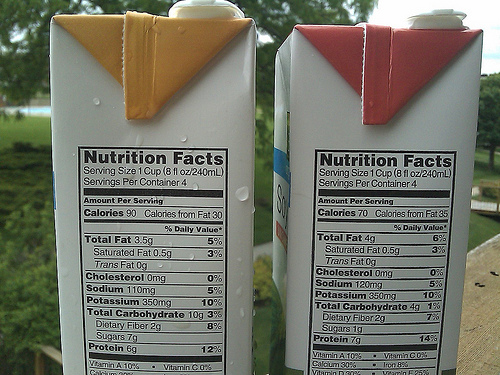 Nutrition Facts
Serving Size 1 Cup (8 fl oz/240mL)
Servings Per Container 4
Amount Per Serving
Calories 90 Calories from Fat 30
% Daily Value*
Total Fat 3.5g 5%
Saturated Fat 0.5g 3%
Trans Fat 0g
Cholesterol 0mg 0%
Sodium 110mg 5%
Potassium 350mg 10%
Total Carbohydrate 10g 3%
Dietary Fiber 2g 8%
Sugars 7g
Protein 6g 12%
Vitamin A 10% • Vitamin C 0%
Nutrition Facts
Serving Size 1 Cup (8 fl oz/240mL)
Servings Per Container 4
Amount Per Serving
Calories 70 Calories from Fat 35
% Daily Value*
Total Fat 4g 6%
Saturated Fat 0.5g 3%
Trans Fat 0g
Cholesterol 0mg 0%
Sodium 120mg 5%
Potassium 350mg 10%
Total Carbohydrate 4g 1%
Dietary Fiber 2g 7%
Sugars 1g
Protein 7g 14%
Vitamin A 10% • Vitamin C 0%
Calcium 30% • Iron 8%